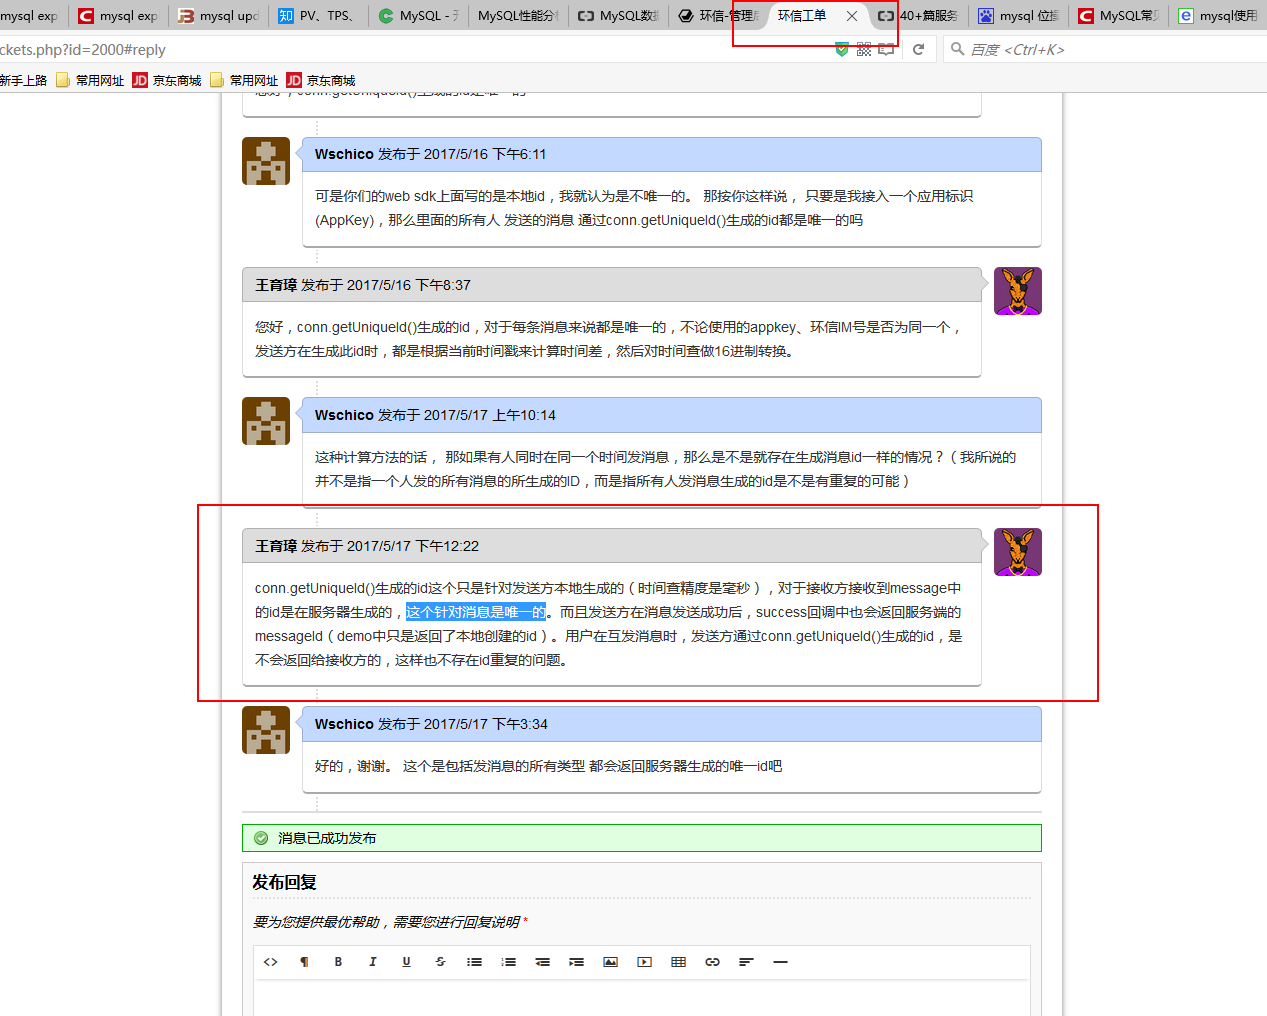 mysql exp
mysql exp
mysql upd
PV、TPS、
MySQL - 
MySQL性能分
MySQL数
环信-管理
环信工单
40+篇服务
mysql 位
MySQL常
mysql使用
ckets.php?id=2000#reply
百度 <Ctrl+K>
新手上路
常用网址
京东商城
常用网址
京东商城
您好，conn.getUniqueId()生成的id是唯一的
Wschico 发布于 2017/5/16 下午6:11
可是你们的web sdk上面写的是本地id，我就认为是不唯一的。 那按你这样说， 只要是我接入一个应用标识
(AppKey)，那么里面的所有人 发送的消息 通过conn.getUniqueId()生成的id都是唯一的吗
王育璋 发布于 2017/5/16 下午8:37
您好，conn.getUniqueId()生成的id，对于每条消息来说都是唯一的，不论使用的appkey、环信IM号是否为同一个，
发送方在生成此id时，都是根据当前时间戳来计算时间差，然后对时间查做16进制转换。
Wschico 发布于 2017/5/17 上午10:14
这种计算方法的话， 那如果有人同时在同一个时间发消息，那么是不是就存在生成消息id一样的情况？（我所说的
并不是指一个人发的所有消息的所生成的ID，而是指所有人发消息生成的id是不是有重复的可能）
王育璋 发布于 2017/5/17 下午12:22
conn.getUniqueId()生成的id这个只是针对发送方本地生成的（时间查精度是毫秒），对于接收方接收到message中
的id是在服务器生成的，这个针对消息是唯一的。而且发送方在消息发送成功后，success回调中也会返回服务端的
messageId（demo中只是返回了本地创建的id）。用户在互发消息时，发送方通过conn.getUniqueId()生成的id，是
不会返回给接收方的，这样也不存在id重复的问题。
Wschico 发布于 2017/5/17 下午3:34
好的，谢谢。 这个是包括发消息的所有类型 都会返回服务器生成的唯一id吧
消息已成功发布
发布回复
要为您提供最优帮助，需要您进行回复说明 *